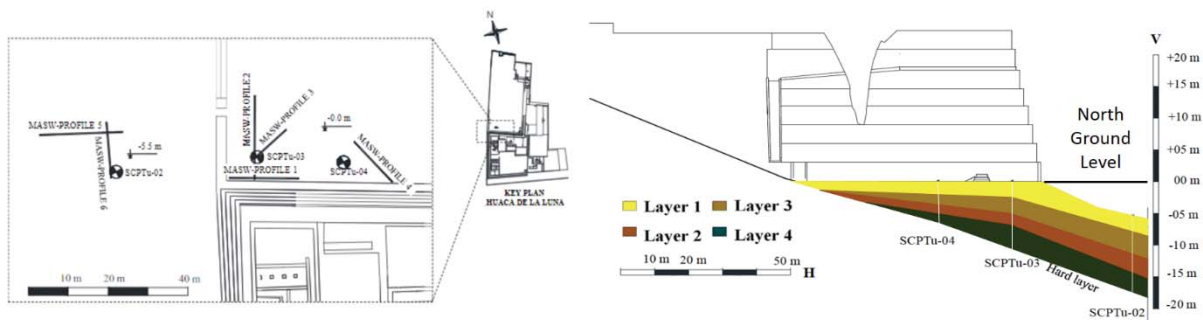 N
MASW-PROFILE 2
MASW-PROFILE 3
-0.0 m
MASW-PROFILE 5
-5.5 m
SCPTu-03
SCPTu-02
SCPTu-04
MASW-PROFILE 1
MASW-PROFILE 4
MASW-PROFILE 6
KEY PLAN
HUACA DE LA LUNA
10 m 20 m 40 m
V
+20 m
+15 m
+10 m
+05 m
00 m
-05 m
-10 m
-15 m
-20 m
North
Ground
Level
Layer 1 Layer 3
Layer 2 Layer 4
SCPTu-04
SCPTu-03
Hard layer
SCPTu-02
10 m 20 m 30 m 50 m H